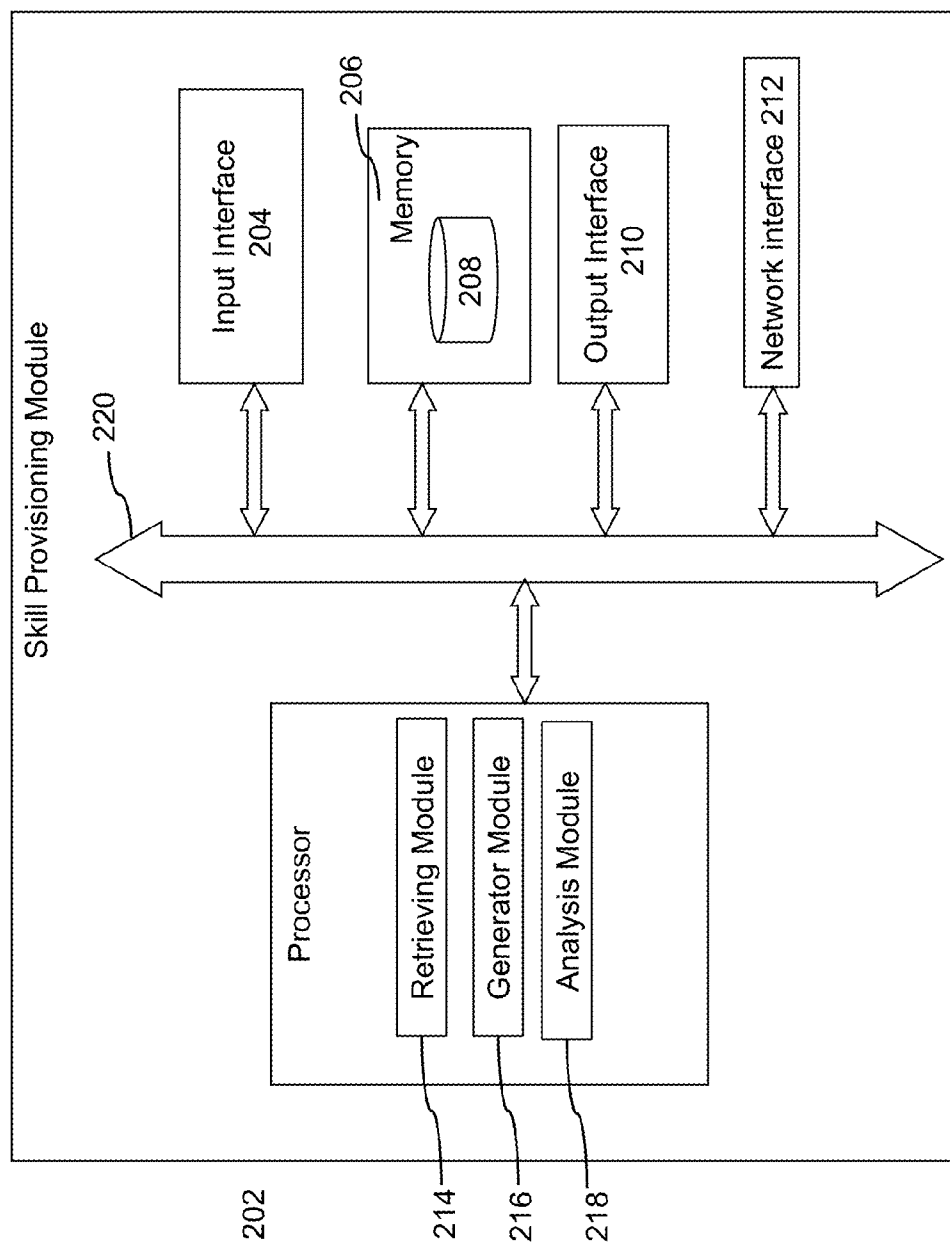 Skill Provisioning Module
220
Processor
Retrieving Module
Generator Module
Analysis Module
202
214
216
218
Input Interface
204
206
Memory
208
Output Interface
210
Network interface 212